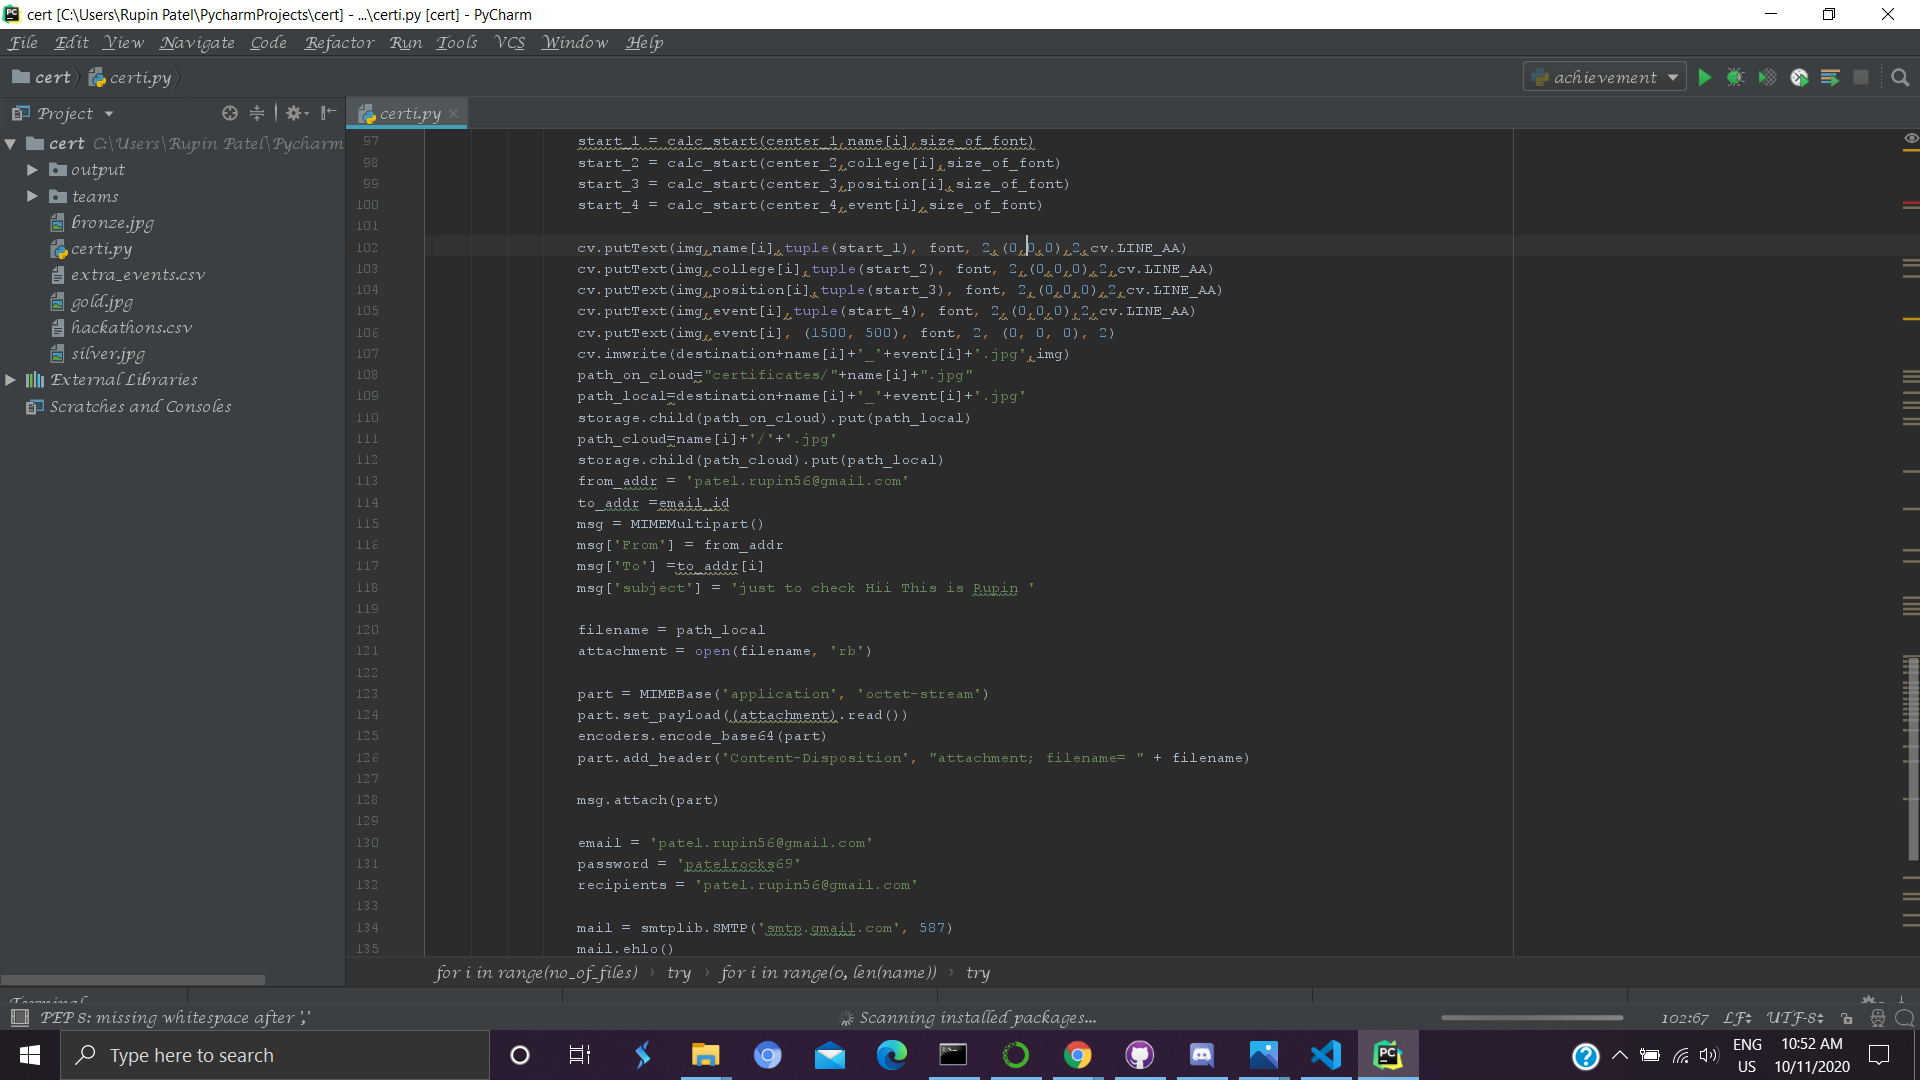 cert [C:\Users\Rupin Patel\PycharmProjects\cert] - ...\certi.py [cert] - PyCharm
File Edit View Navigate Code Refactor Run Tools VCS Window Help
cert certi.py achievement
Project certi.py
cert C:\Users\Rupin Patel\Pycharm
output
teams
bronze.jpg
certi.py
extra_events.csv
gold.jpg
hackathons.csv
silver.jpg
External Libraries
Scratches and Consoles
97 start_1 = calc_start(center_1,name[i],size_of_font)
98 start_2 = calc_start(center_2,college[i],size_of_font)
99 start_3 = calc_start(center_3,position[i],size_of_font)
100 start_4 = calc_start(center_4,event[i],size_of_font)
101
102 cv.putText(img,name[i],tuple(start_1), font, 2,(0,0,0),2,cv.LINE_AA)
103 cv.putText(img,college[i],tuple(start_2), font, 2,(0,0,0),2,cv.LINE_AA)
104 cv.putText(img,position[i],tuple(start_3), font, 2,(0,0,0),2,cv.LINE_AA)
105 cv.putText(img,event[i],tuple(start_4), font, 2,(0,0,0),2,cv.LINE_AA)
106 cv.putText(img,event[i], (1500, 500), font, 2, (0, 0, 0), 2)
107 cv.imwrite(destination+name[i]+'_'+event[i]+'.jpg',img)
108 path_on_cloud="certificates/"+name[i]+".jpg"
109 path_local=destination+name[i]+'_'+event[i]+'.jpg'
110 storage.child(path_on_cloud).put(path_local)
111 path_cloud=name[i]+'/'+'.jpg'
112 storage.child(path_cloud).put(path_local)
113 from_addr = 'patel.rupin56@gmail.com'
114 to_addr =email_id
115 msg = MIMEMultipart()
116 msg['From'] = from_addr
117 msg['To'] =to_addr[i]
118 msg['subject'] = 'just to check Hii This is Rupin '
119
120 filename = path_local
121 attachment = open(filename, 'rb')
122
123 part = MIMEBase('application', 'octet-stream')
124 part.set_payload((attachment).read())
125 encoders.encode_base64(part)
126 part.add_header('Content-Disposition', "attachment; filename= " + filename)
127
128 msg.attach(part)
129
130 email = 'patel.rupin56@gmail.com'
131 password = 'patelrocks69'
132 recipients = 'patel.rupin56@gmail.com'
133
134 mail = smtplib.SMTP('smtp.gmail.com', 587)
135 mail.ehlo()
for i in range(no_of_files) › try › for i in range(0, len(name)) › try
Terminal
PEP 8: missing whitespace after ',' Scanning installed packages... 102:67 LF UTF-8
Type here to search ENG US 10:52 AM 10/11/2020